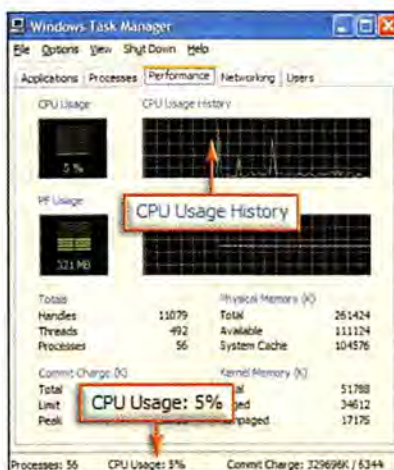 Windows Task Manager
File Options View Shut Down Help
Applications Processes Performance Networking Users
CPU Usage CPU Usage History
5 %
CPU Usage History
PF Usage
321 MB
Totals Physical Memory (K)
Handles 11079 Total 261424
Threads 492 Available 111124
Processes 56 System Cache 104576
Commit Charge (K) Kernel Memory (K)
Total 51788
Limit 34612
Peak 17175
CPU Usage: 5%
Processes: 56 CPU Usage: 5% Commit Charge: 329696K / 6344